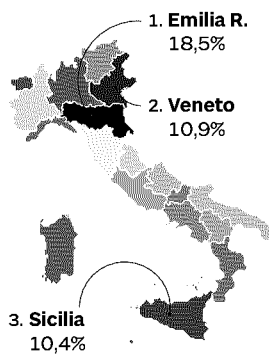 1. Emilia R.
18,5%
2. Veneto
10,9%
3. Sicilia
10,4%